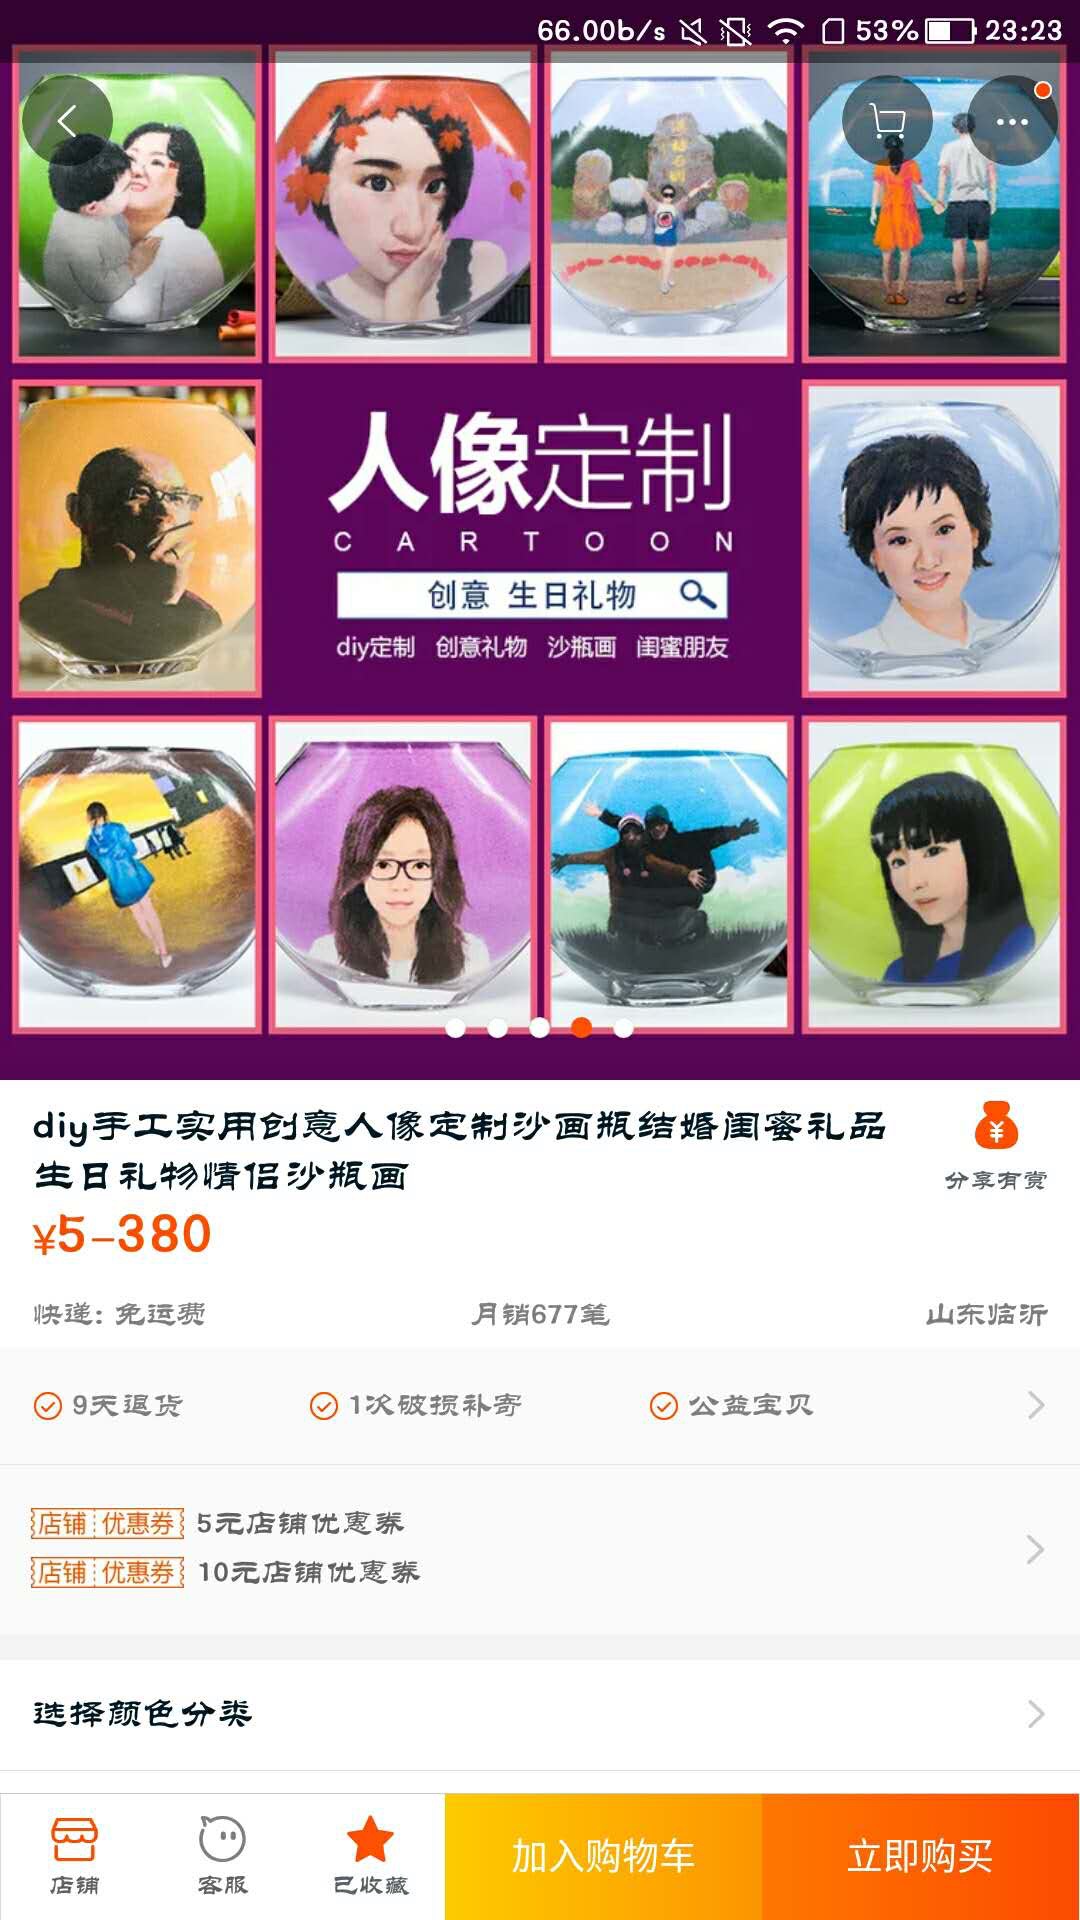 66.00b/s 53% 23:23
人像定制
CARTOON
创意 生日礼物
diy定制 创意礼物 沙瓶画 闺蜜朋友
diy手工实用创意人像定制沙画瓶结婚闺蜜礼品
生日礼物情侣沙瓶画
分享有赏
¥5-380
快递: 免运费 月销677笔 山东临沂
9天退货 1次破损补寄 公益宝贝
店铺 优惠券 5元店铺优惠券
店铺 优惠券 10元店铺优惠券
选择颜色分类
店铺 客服 已收藏 加入购物车 立即购买